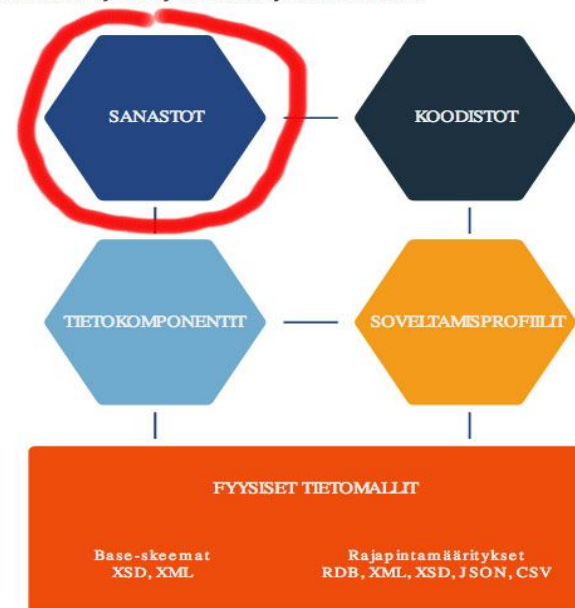 SANASTOT
KOODISTOT
TIETOKOMPONENTIT
SOVELTAMISPROFIILIT
FYYSISET TIETOMALLIT
Base-skeemat
XSD, XML
Rajapintamääritykset
RDB, XML, XSD, JSON, CSV